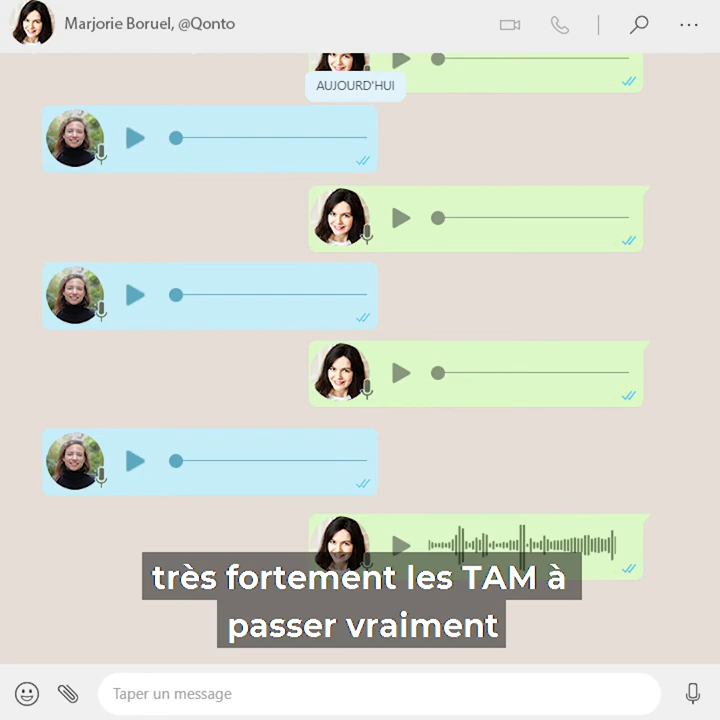 Marjorie Boruel, @Qonto
AUJOURD'HUI
très fortement les TAM à
passer vraiment
Taper un message